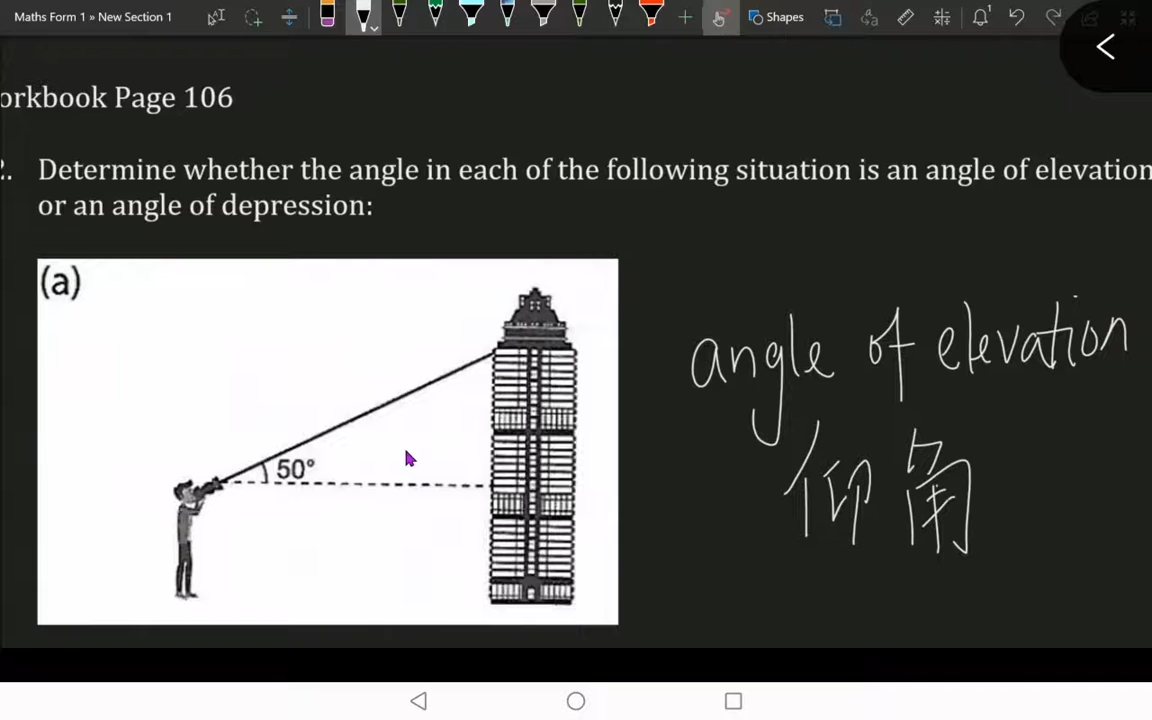 Maths Form 1 » New Section 1
Shapes
1
orkbook Page 106
2. Determine whether the angle in each of the following situation is an angle of elevation
or an angle of depression:
(a)
50°
angle of elevation
仰角